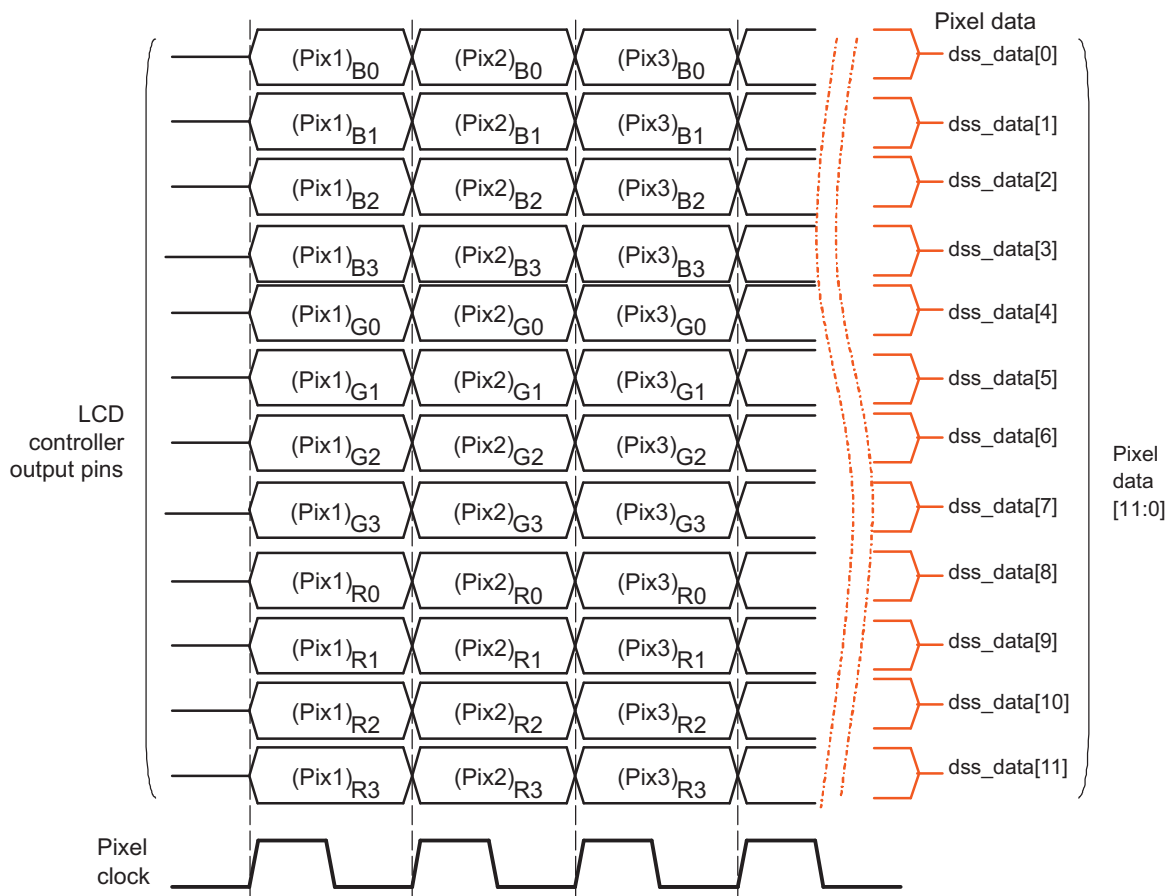 Pixel data
(Pix1)B0 (Pix2)B0 (Pix3)B0 dss_data[0]
(Pix1)B1 (Pix2)B1 (Pix3)B1 dss_data[1]
(Pix1)B2 (Pix2)B2 (Pix3)B2 dss_data[2]
(Pix1)B3 (Pix2)B3 (Pix3)B3 dss_data[3]
(Pix1)G0 (Pix2)G0 (Pix3)G0 dss_data[4]
(Pix1)G1 (Pix2)G1 (Pix3)G1 dss_data[5]
LCD
controller
output pins
(Pix1)G2 (Pix2)G2 (Pix3)G2 dss_data[6]
Pixel
data
[11:0]
(Pix1)G3 (Pix2)G3 (Pix3)G3 dss_data[7]
(Pix1)R0 (Pix2)R0 (Pix3)R0 dss_data[8]
(Pix1)R1 (Pix2)R1 (Pix3)R1 dss_data[9]
(Pix1)R2 (Pix2)R2 (Pix3)R2 dss_data[10]
(Pix1)R3 (Pix2)R3 (Pix3)R3 dss_data[11]
Pixel
clock